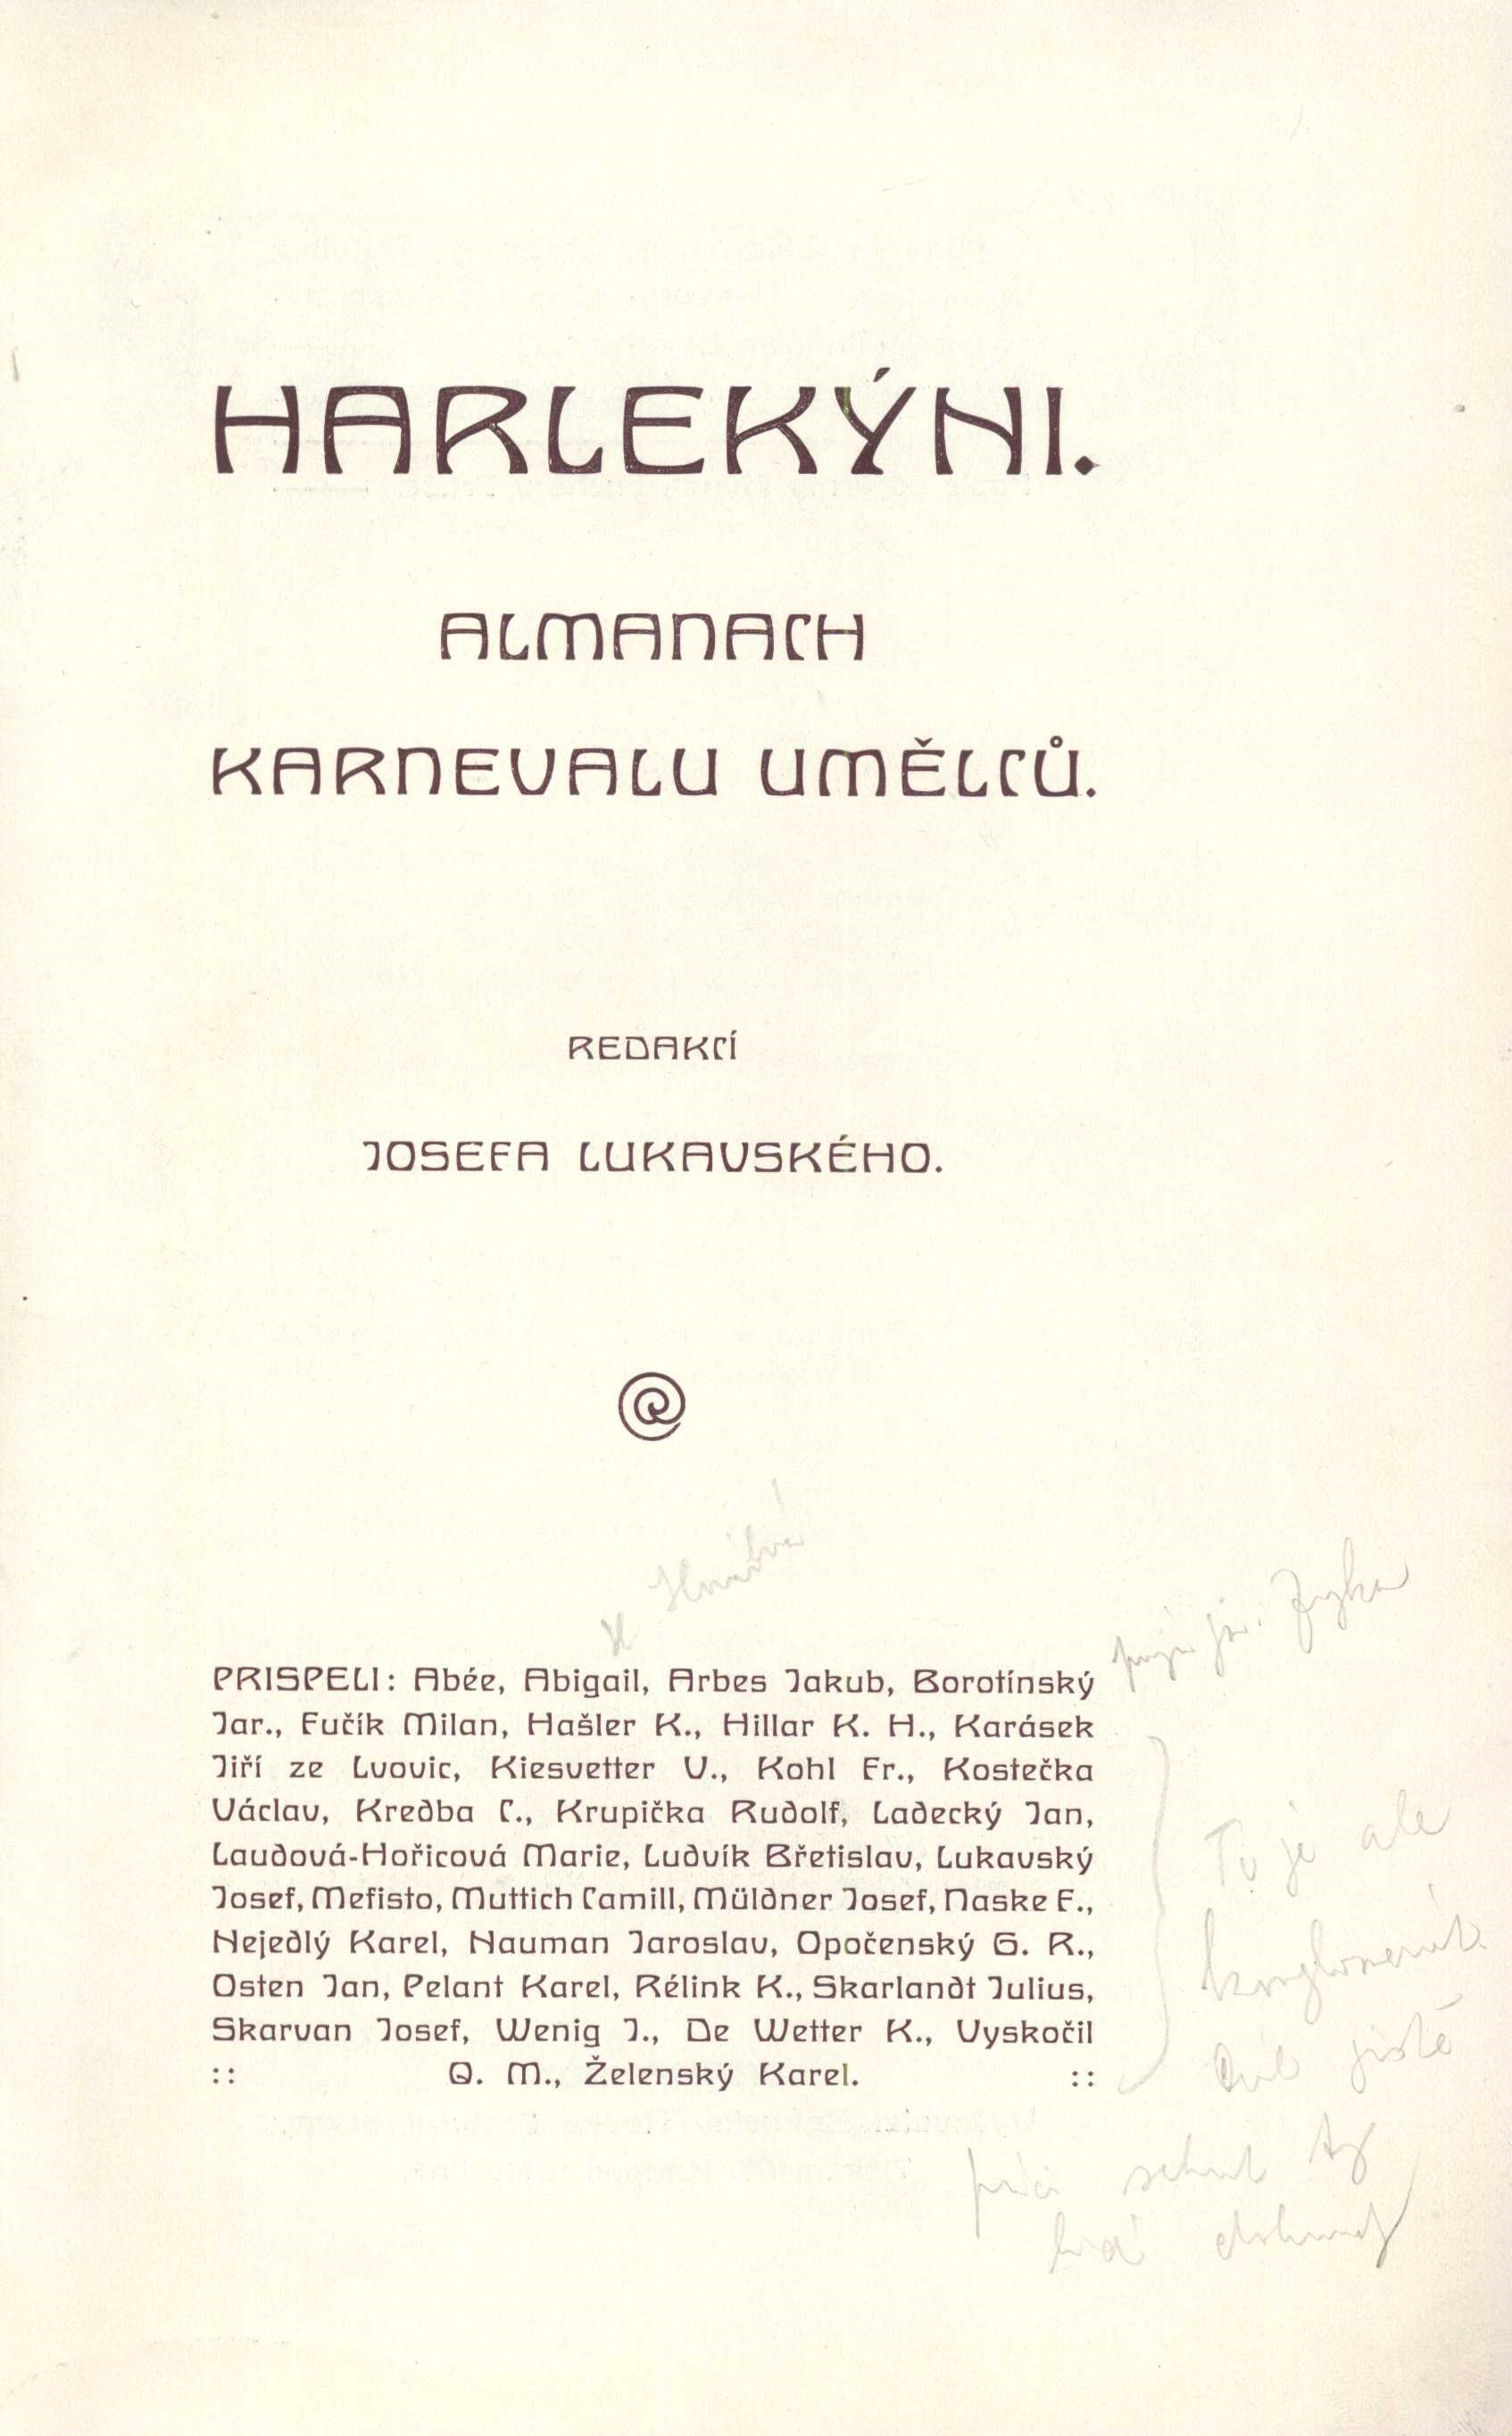 HARLEKÝNI.
ALMANACH
KARNEVALU UMĚLCŮ.
REDAKCÍ
JOSEFA LUKAVSKÉHO.
PRISPELI: Abée, Abigail, Arbes Jakub, Borotínský
Jar., Fučík Milan, Hašler K., Hillar K. H., Karásek
Jiří ze Lvovic, Kiesvetter V., Kohl Fr., Kostečka
Václav, Kredba C., Krupička Rudolf, Ladecký Jan,
Laudová-Hořicová Marie, Ludvík Břetislav, Lukavský
Josef, Mefisto, Muttich Camill, Müldner Josef, Naske F.,
Nejedlý Karel, Nauman Jaroslav, Opočenský G. R.,
Osten Jan, Pelant Karel, Rélink K., Skarlandt Julius,
Skarvan Josef, Wenig J., De Wetter K., Vyskočil
:: Q. M., Želenský Karel. ::
To je ale